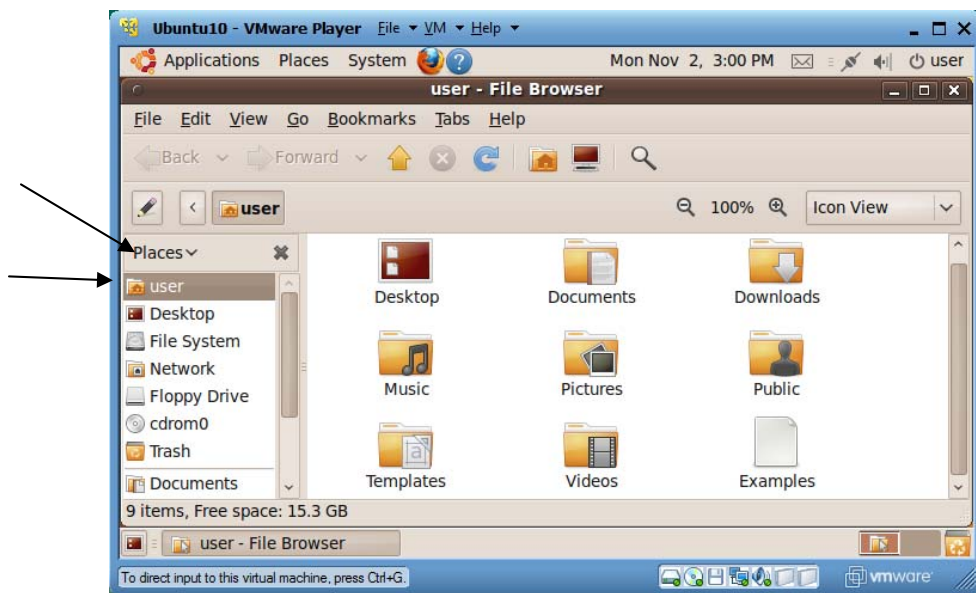 Ubuntu10 - VMware Player File VM Help
Applications Places System Mon Nov 2, 3:00 PM user
user - File Browser
File Edit View Go Bookmarks Tabs Help
Back Forward
user 100% Icon View
Places
user
Desktop
File System
Network
Floppy Drive
cdrom0
Trash
Documents
Desktop Documents Downloads
Music Pictures Public
Templates Videos Examples
9 items, Free space: 15.3 GB
user - File Browser
To direct input to this virtual machine, press Ctrl+G.
vmware